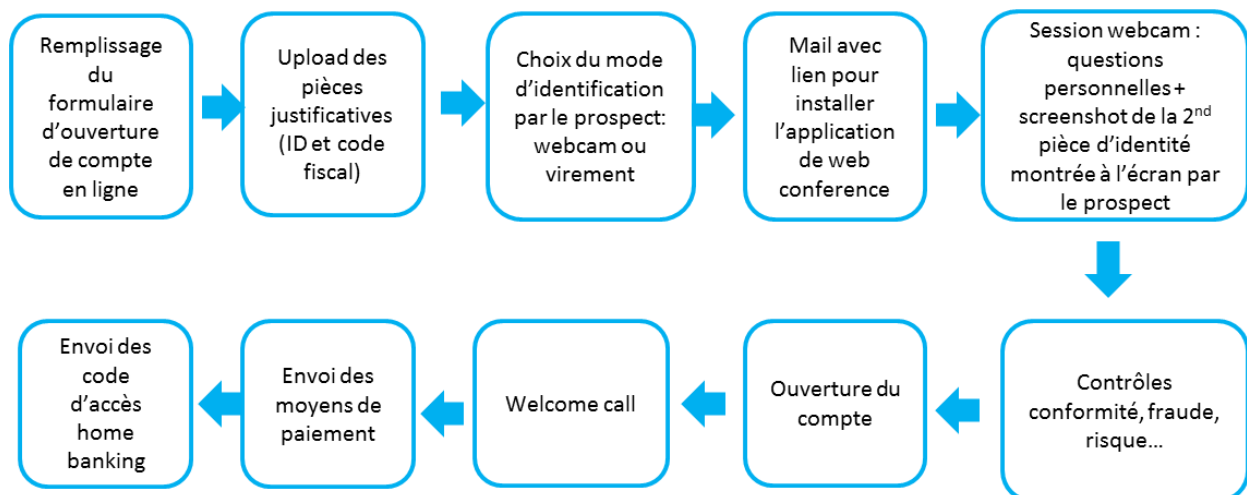 Remplissage
du
formulaire
d'ouverture
de compte
en ligne
Upload des
pièces
justificatives
(ID et code
fiscal)
Choix du mode
d'identification
par le prospect:
webcam ou
virement
Mail avec
lien pour
installer
l'application
de web
conference
Session webcam :
questions
personnelles +
screenshot de la 2nd
pièce d'identité
montrée à l'écran par
le prospect
Contrôles
conformité, fraude,
risque...
Ouverture du
compte
Welcome call
Envoi des
moyens de
paiement
Envoi des
code
d'accès
home
banking